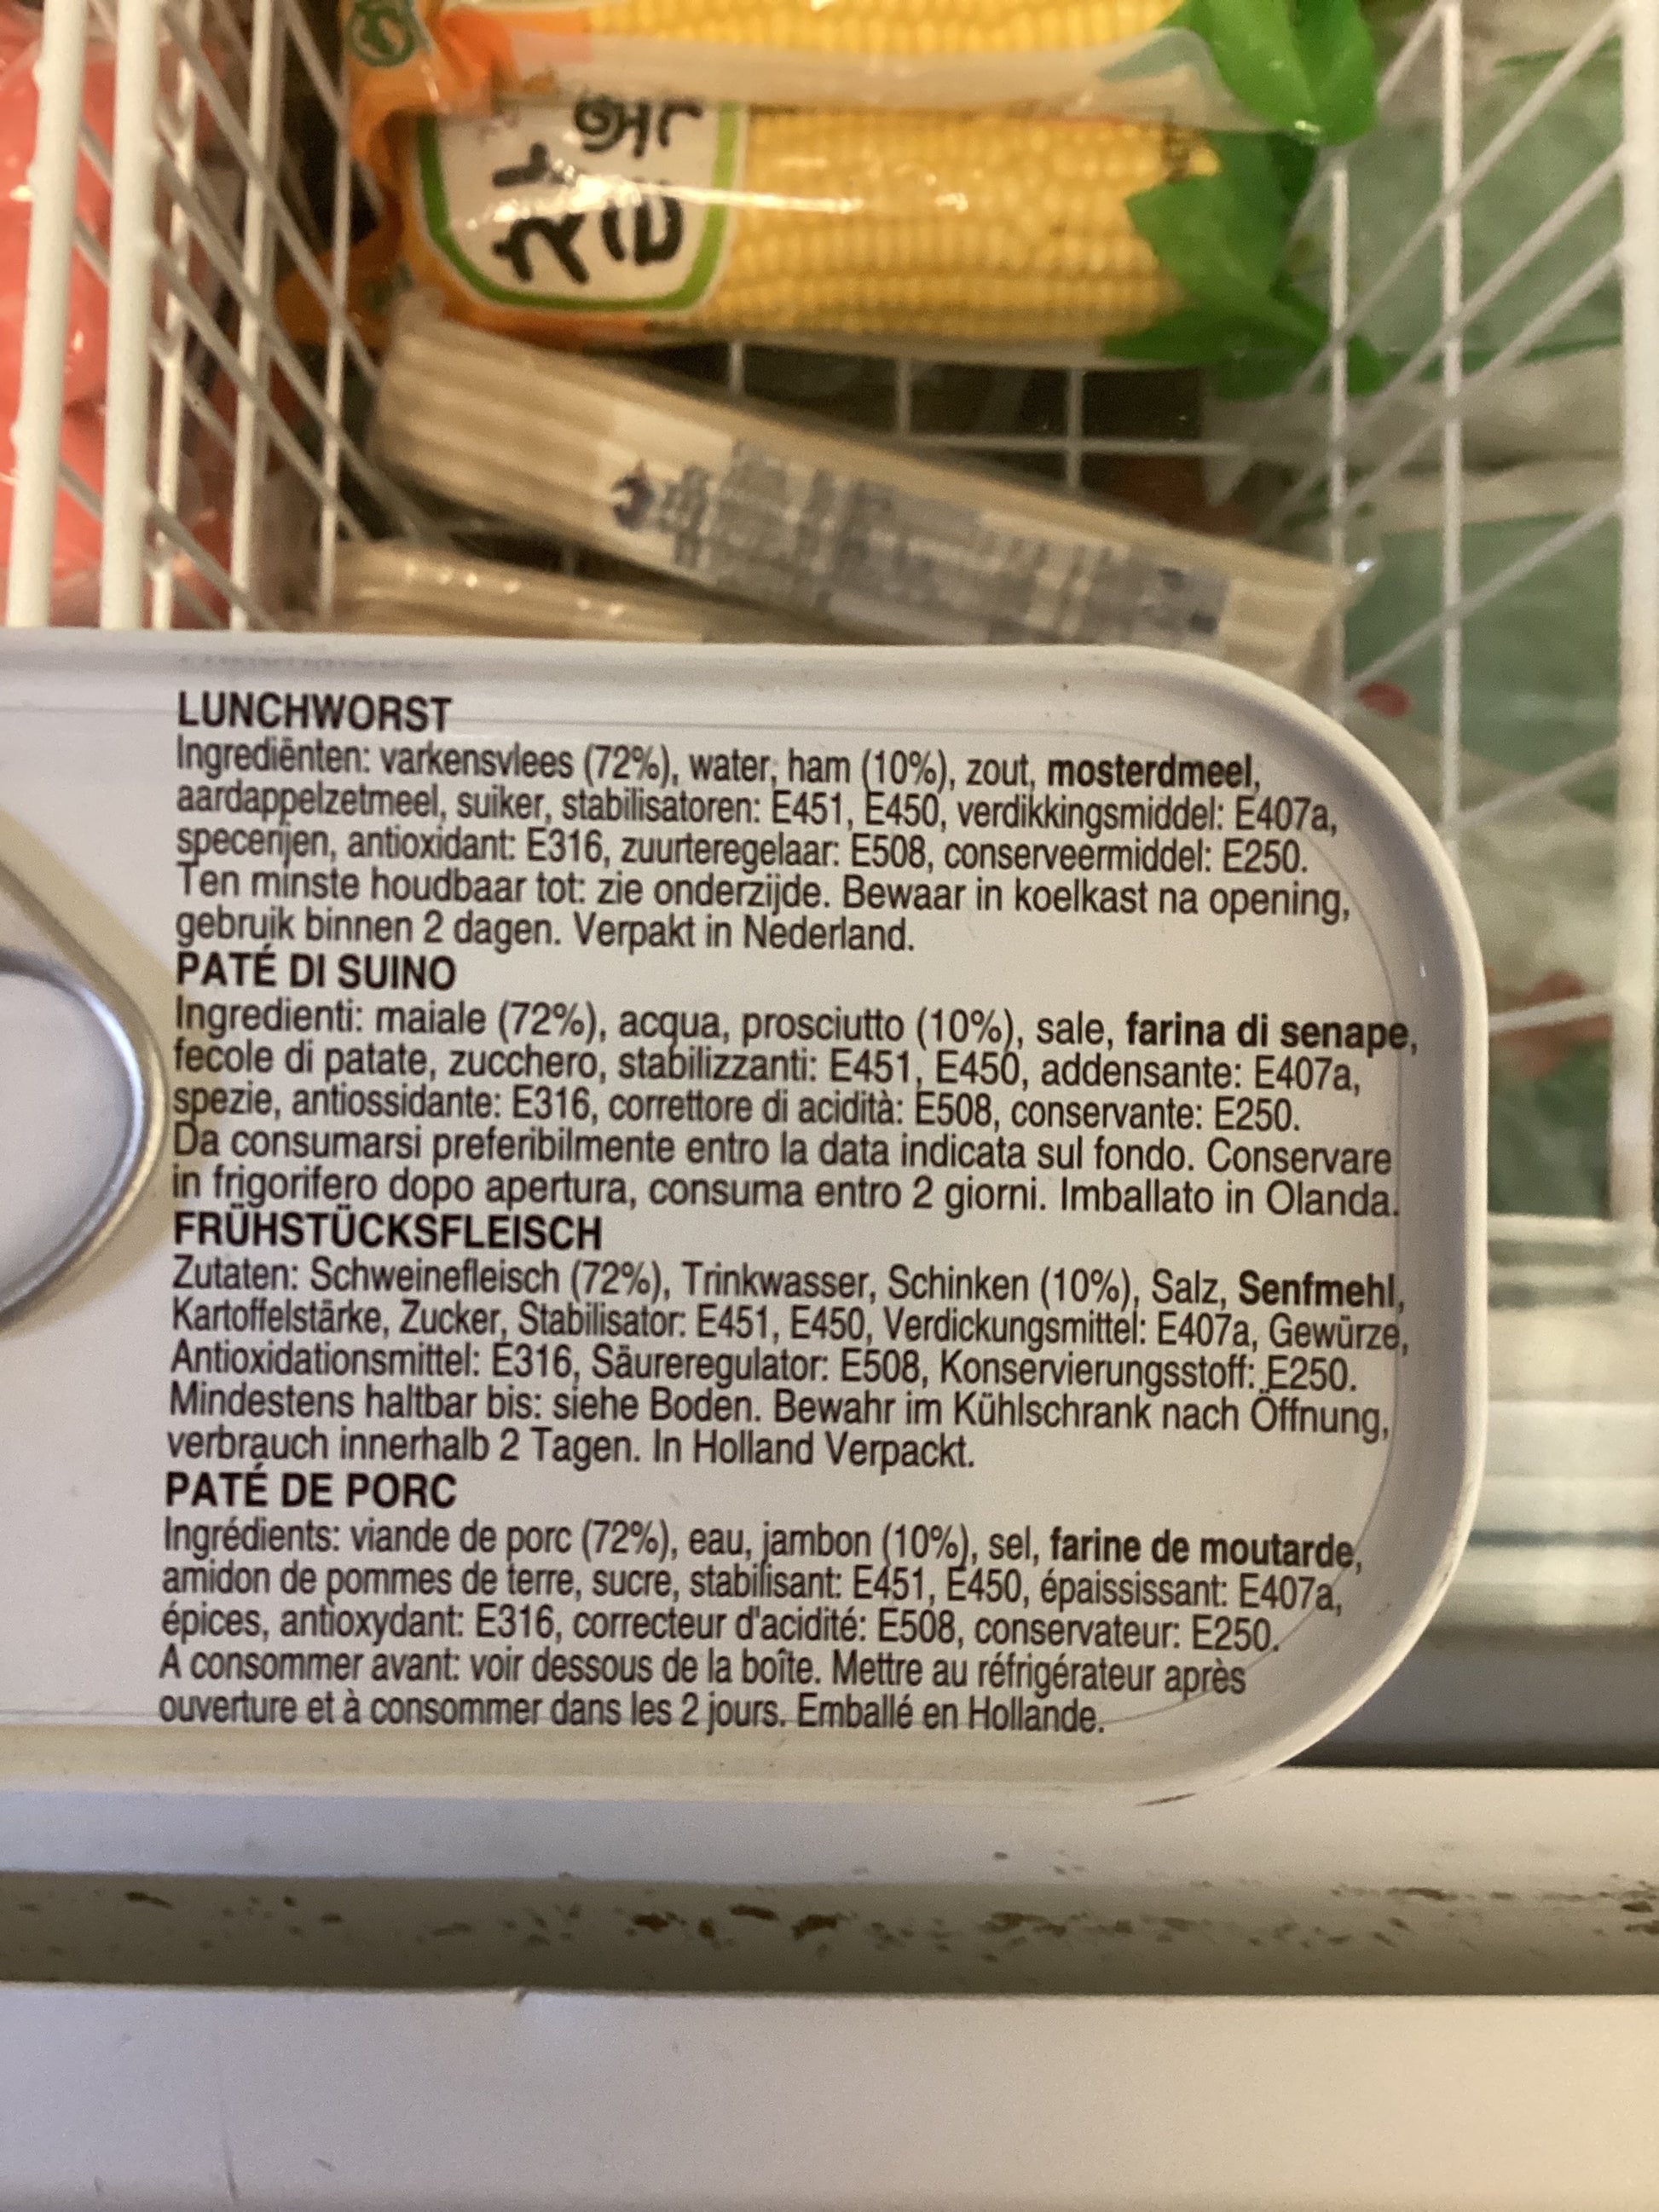 찰
옥
LUNCHWORST
Ingrediënten: varkensvlees (72%), water, ham (10%), zout, mosterdmeel,
aardappelzetmeel, suiker, stabilisatoren: E451, E450, verdikkingsmiddel: E407a,
specerijen, antioxidant: E316, zuurteregelaar: E508, conserveermiddel: E250.
Ten minste houdbaar tot: zie onderzijde. Bewaar in koelkast na opening,
gebruik binnen 2 dagen. Verpakt in Nederland.
PATÉ DI SUINO
Ingredienti: maiale (72%), acqua, prosciutto (10%), sale, farina di senape,
fecole di patate, zucchero, stabilizzanti: E451, E450, addensante: E407a,
spezie, antiossidante: E316, correttore di acidità: E508, conservante: E250.
Da consumarsi preferibilmente entro la data indicata sul fondo. Conservare
in frigorifero dopo apertura, consuma entro 2 giorni. Imballato in Olanda.
FRÜHSTÜCKSFLEISCH
Zutaten: Schweinefleisch (72%), Trinkwasser, Schinken (10%), Salz, Senfmehl,
Kartoffelstärke, Zucker, Stabilisator: E451, E450, Verdickungsmittel: E407a, Gewürze,
Antioxidationsmittel: E316, Säureregulator: E508, Konservierungsstoff: E250.
Mindestens haltbar bis: siehe Boden. Bewahr im Kühlschrank nach Öffnung,
verbrauch innerhalb 2 Tagen. In Holland Verpackt.
PATÉ DE PORC
Ingrédients: viande de porc (72%), eau, jambon (10%), sel, farine de moutarde,
amidon de pommes de terre, sucre, stabilisant: E451, E450, épaississant: E407a,
épices, antioxydant: E316, correcteur d'acidité: E508, conservateur: E250.
A consommer avant: voir dessous de la boîte. Mettre au réfrigérateur après
ouverture et à consommer dans les 2 jours. Emballé en Hollande.